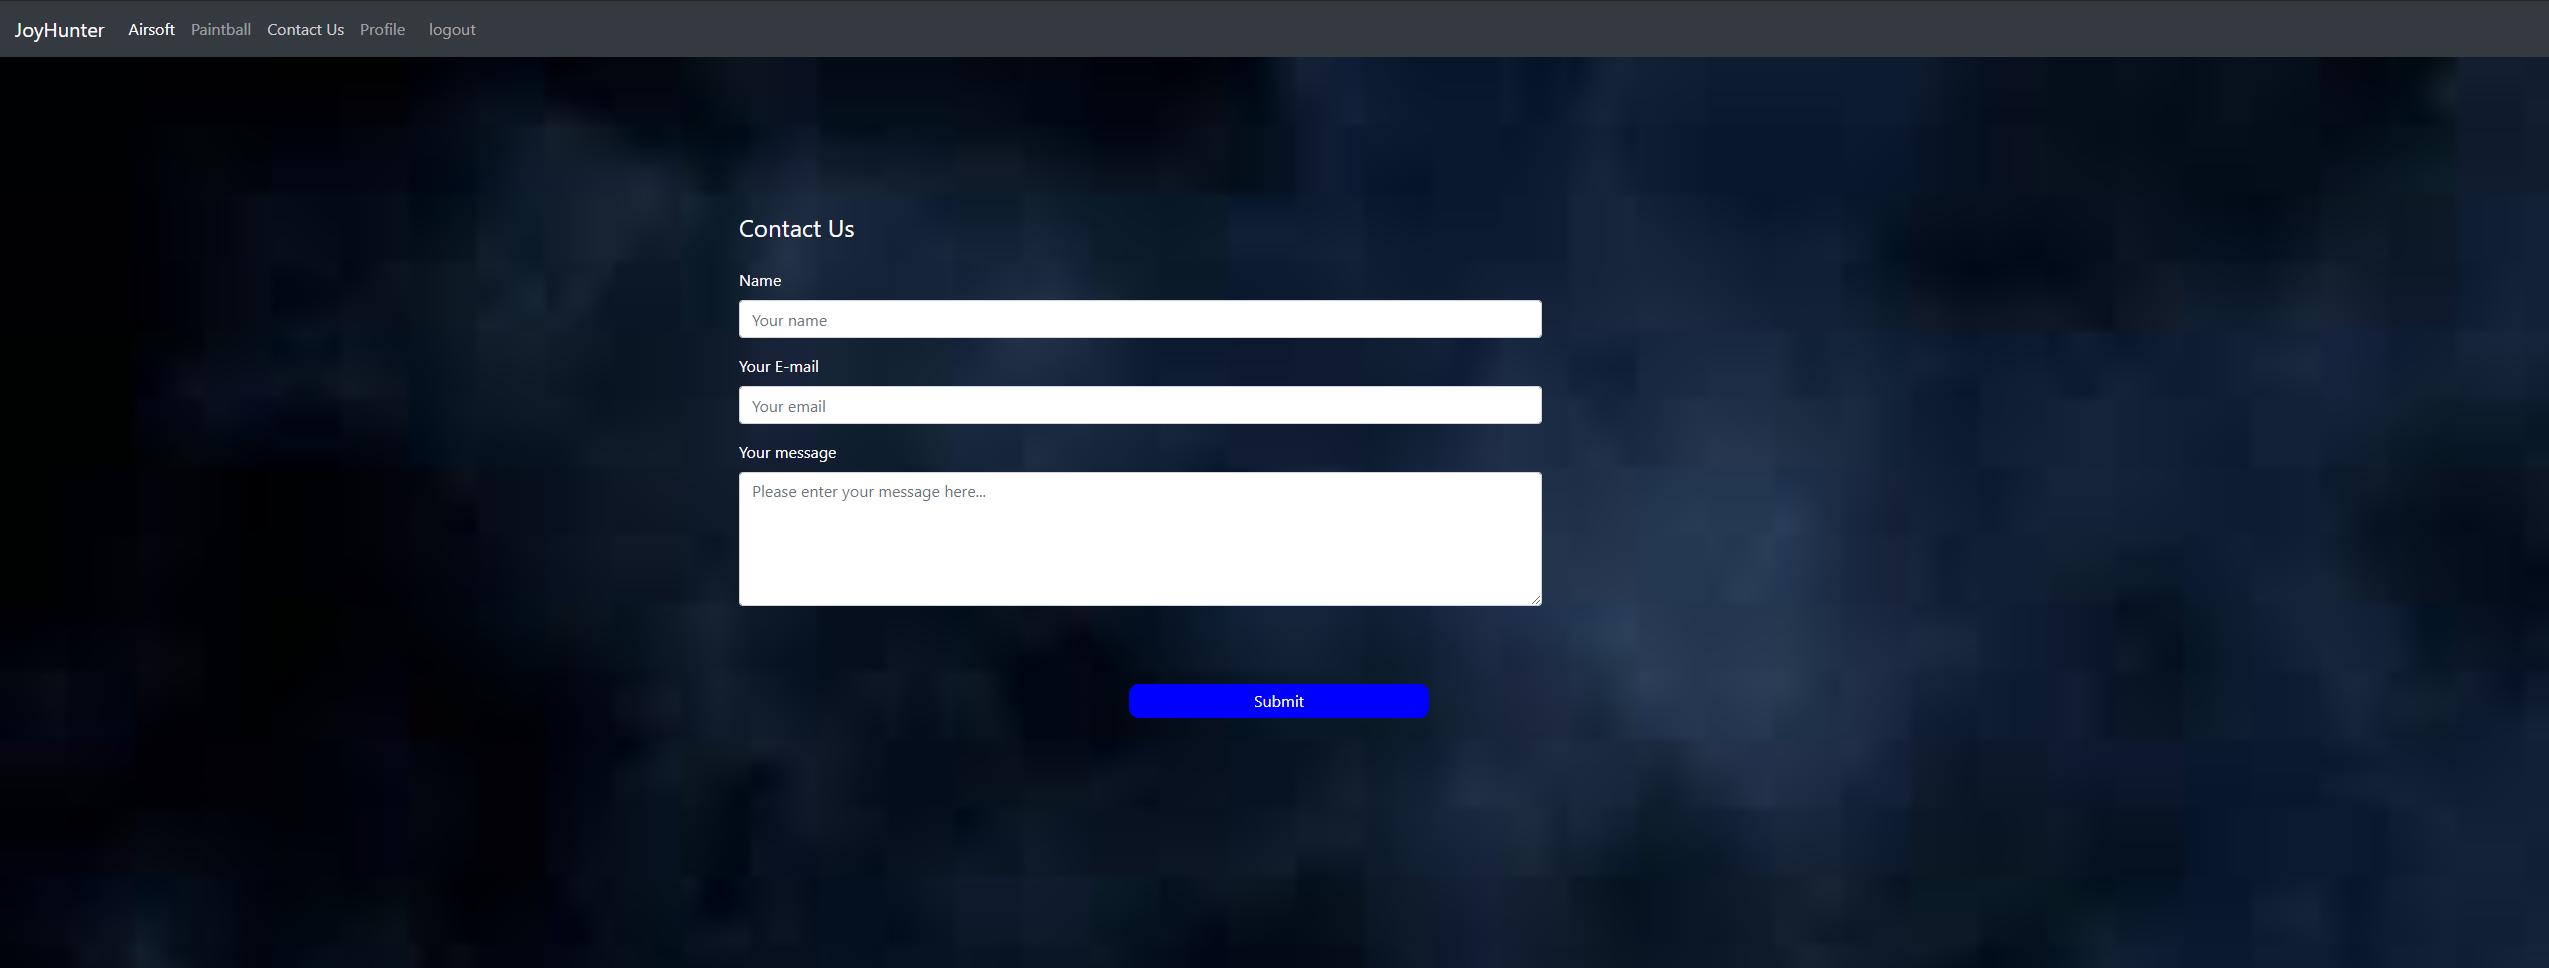 JoyHunter Airsoft Paintball Contact Us Profile logout
Contact Us
Name
Your name
Your E-mail
Your email
Your message
Please enter your message here...
Submit